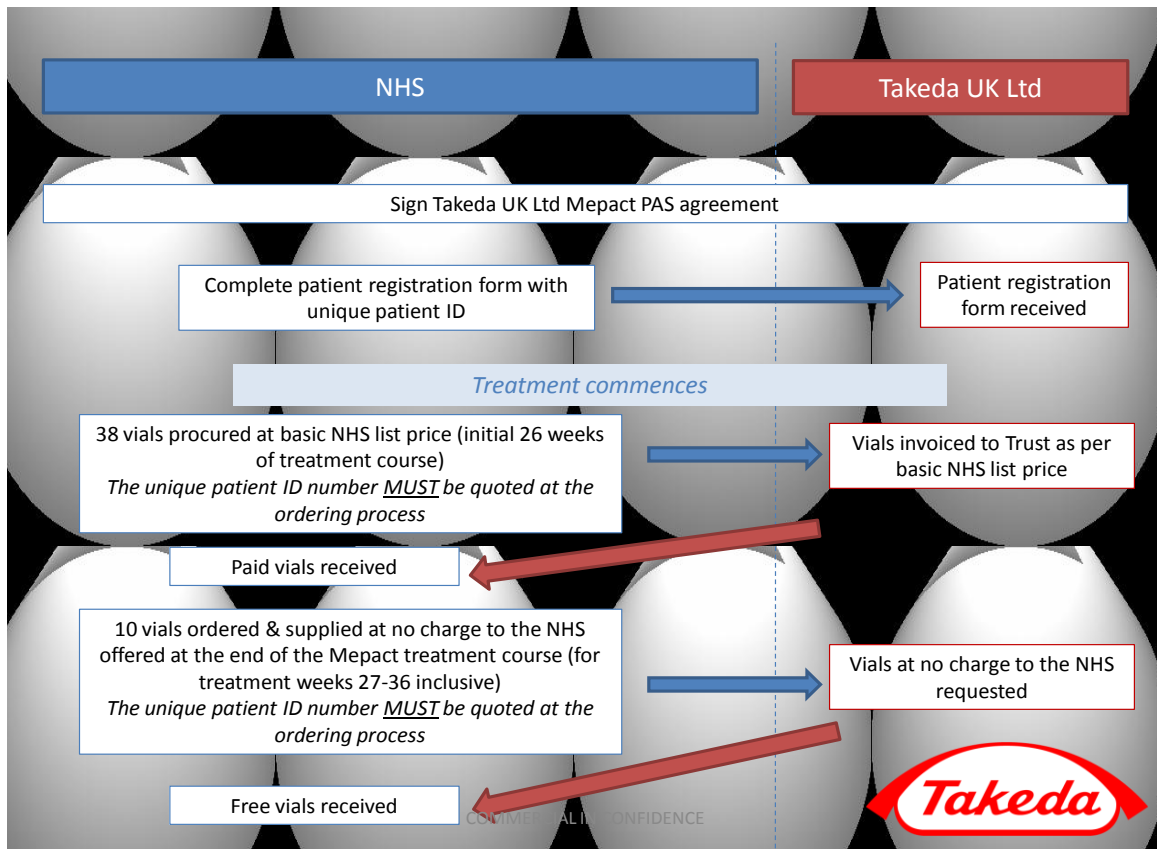 NHS
Takeda UK Ltd
Sign Takeda UK Ltd Mepact PAS agreement
Complete patient registration form with
unique patient ID
Patient registration
form received
Treatment commences
38 vials procured at basic NHS list price (initial 26 weeks
of treatment course)
The unique patient ID number MUST be quoted at the
ordering process
Vials invoiced to Trust as per
basic NHS list price
Paid vials received
10 vials ordered & supplied at no charge to the NHS
offered at the end of the Mepact treatment course (for
treatment weeks 27-36 inclusive)
The unique patient ID number MUST be quoted at the
ordering process
Vials at no charge to the NHS
requested
Free vials received
COMMERCIAL IN CONFIDENCE
Takeda